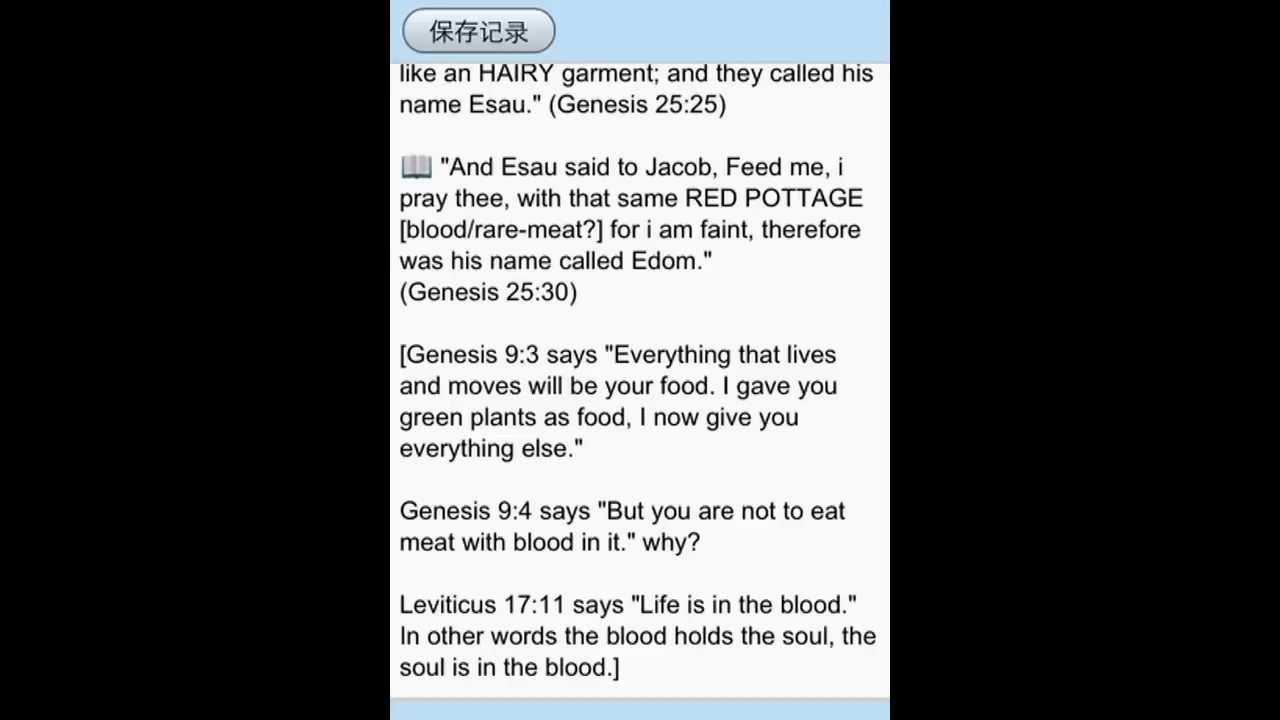 保存记录
like an HAIRY garment; and they called his
name Esau." (Genesis 25:25)
📖 "And Esau said to Jacob, Feed me, i
pray thee, with that same RED POTTAGE
[blood/rare-meat?] for i am faint, therefore
was his name called Edom."
(Genesis 25:30)
[Genesis 9:3 says "Everything that lives
and moves will be your food. I gave you
green plants as food, I now give you
everything else."
Genesis 9:4 says "But you are not to eat
meat with blood in it." why?
Leviticus 17:11 says "Life is in the blood."
In other words the blood holds the soul, the
soul is in the blood.]